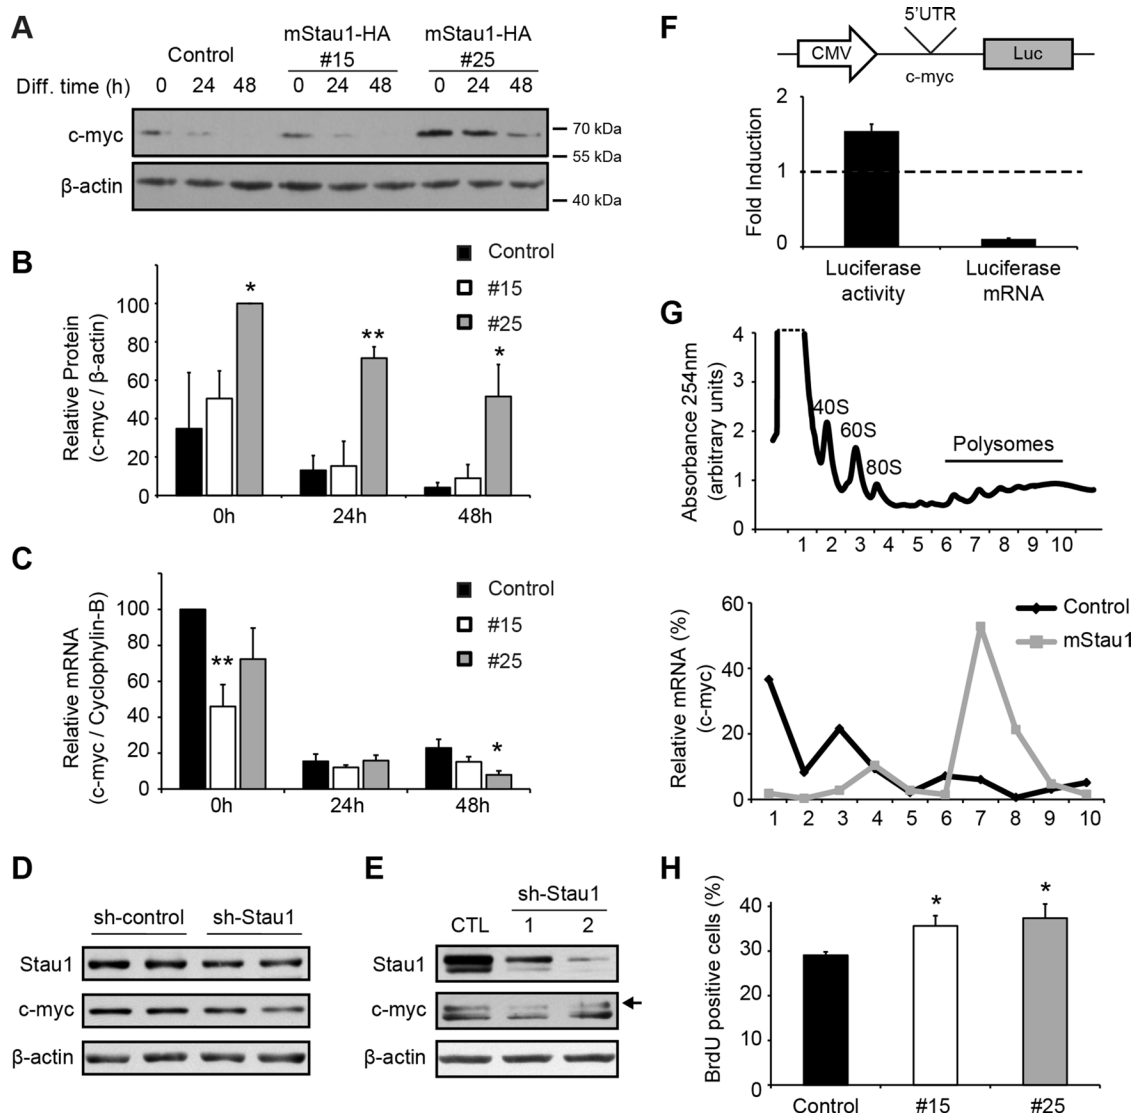 A
Control
mStau1-HA
#15
mStau1-HA
#25
Diff. time (h)
0 24 48 0 24 48 0 24 48
c-myc
70 kDa
55 kDa
β-actin
40 kDa
B
Control
#15
#25
Relative Protein
(c-myc / β-actin)
100
80
60
40
20
0
*
**
*
0h 24h 48h
C
Control
#15
#25
Relative mRNA
(c-myc / Cyclophylin-B)
100
80
60
40
20
0
**
*
0h 24h 48h
D
sh-control sh-Stau1
Stau1
c-myc
β-actin
E
sh-Stau1
CTL 1 2
Stau1
c-myc
β-actin
F
5'UTR
CMV
c-myc
Luc
Fold Induction
2
1
0
Luciferase
activity
Luciferase
mRNA
G
Absorbance 254nm
(arbitrary units)
4
3
2
1
0
40S
60S
80S
Polysomes
1 2 3 4 5 6 7 8 9 10
Control
mStau1
Relative mRNA (%)
(c-myc)
60
40
20
0
1 2 3 4 5 6 7 8 9 10
H
BrdU positive cells (%)
40
30
20
10
0
*
*
Control #15 #25